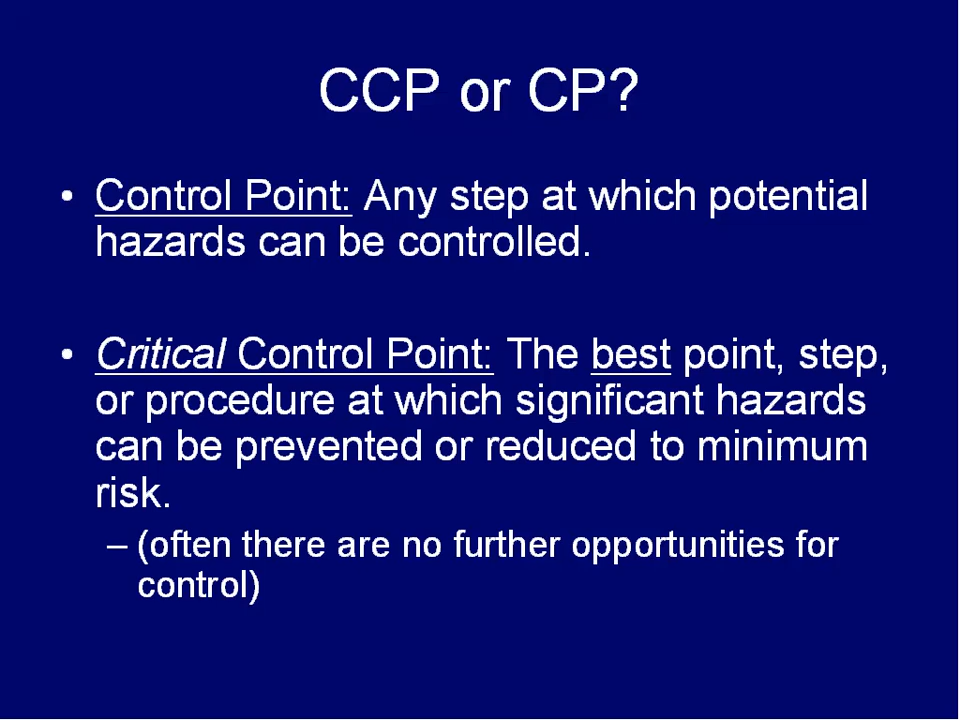 CCP or CP?
• Control Point: Any step at which potential
hazards can be controlled.
• Critical Control Point: The best point, step,
or procedure at which significant hazards
can be prevented or reduced to minimum
risk.
– (often there are no further opportunities for
control)